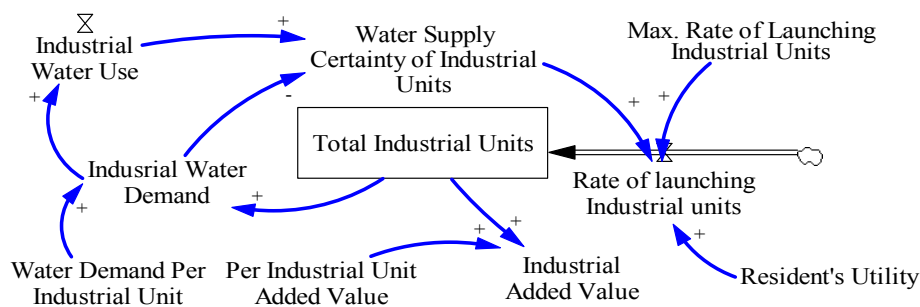 Industrial
Water Use
+
Water Supply
Certainty of Industrial
Units
Max. Rate of Launching
Industrial Units
+
-
+
+
Total Industrial Units
Indusrial Water
Demand
+
Rate of launching
Industrial units
+
+
+
+
Water Demand Per
Industrial Unit
Per Industrial Unit
Added Value
Industrial
Added Value
+
Resident's Utility